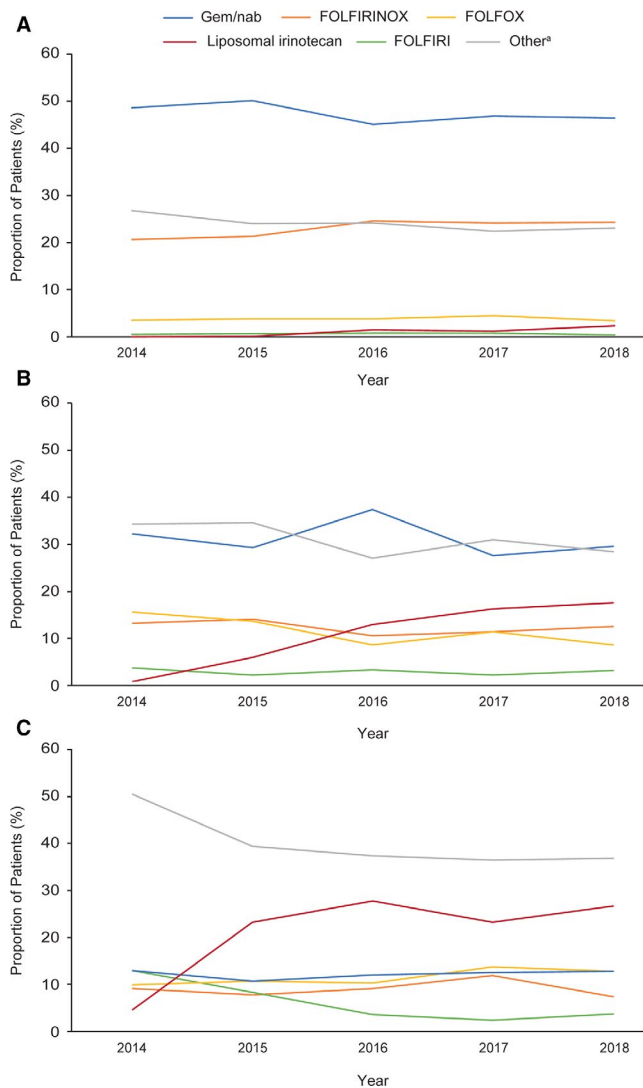 A
Gem/nab FOLFIRINOX FOLFOX
Liposomal irinotecan FOLFIRI Otherª
60
50
40
30
20
10
0
Proportion of Patients (%)
2014 2015 2016 2017 2018
Year
B
60
50
40
30
20
10
0
Proportion of Patients (%)
2014 2015 2016 2017 2018
Year
C
60
50
40
30
20
10
0
Proportion of Patients (%)
2014 2015 2016 2017 2018
Year